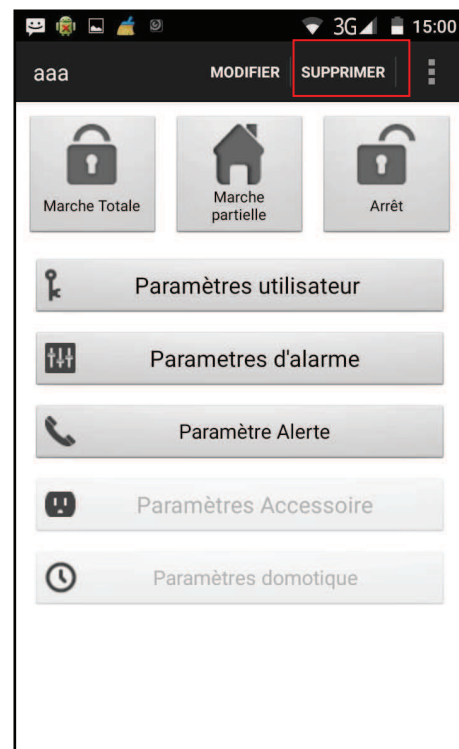 3G 15:00
aaa MODIFIER SUPPRIMER
Marche Totale
Marche
partielle
Arrêt
Paramètres utilisateur
Parametres d'alarme
Paramètre Alerte
Paramètres Accessoire
Paramètres domotique